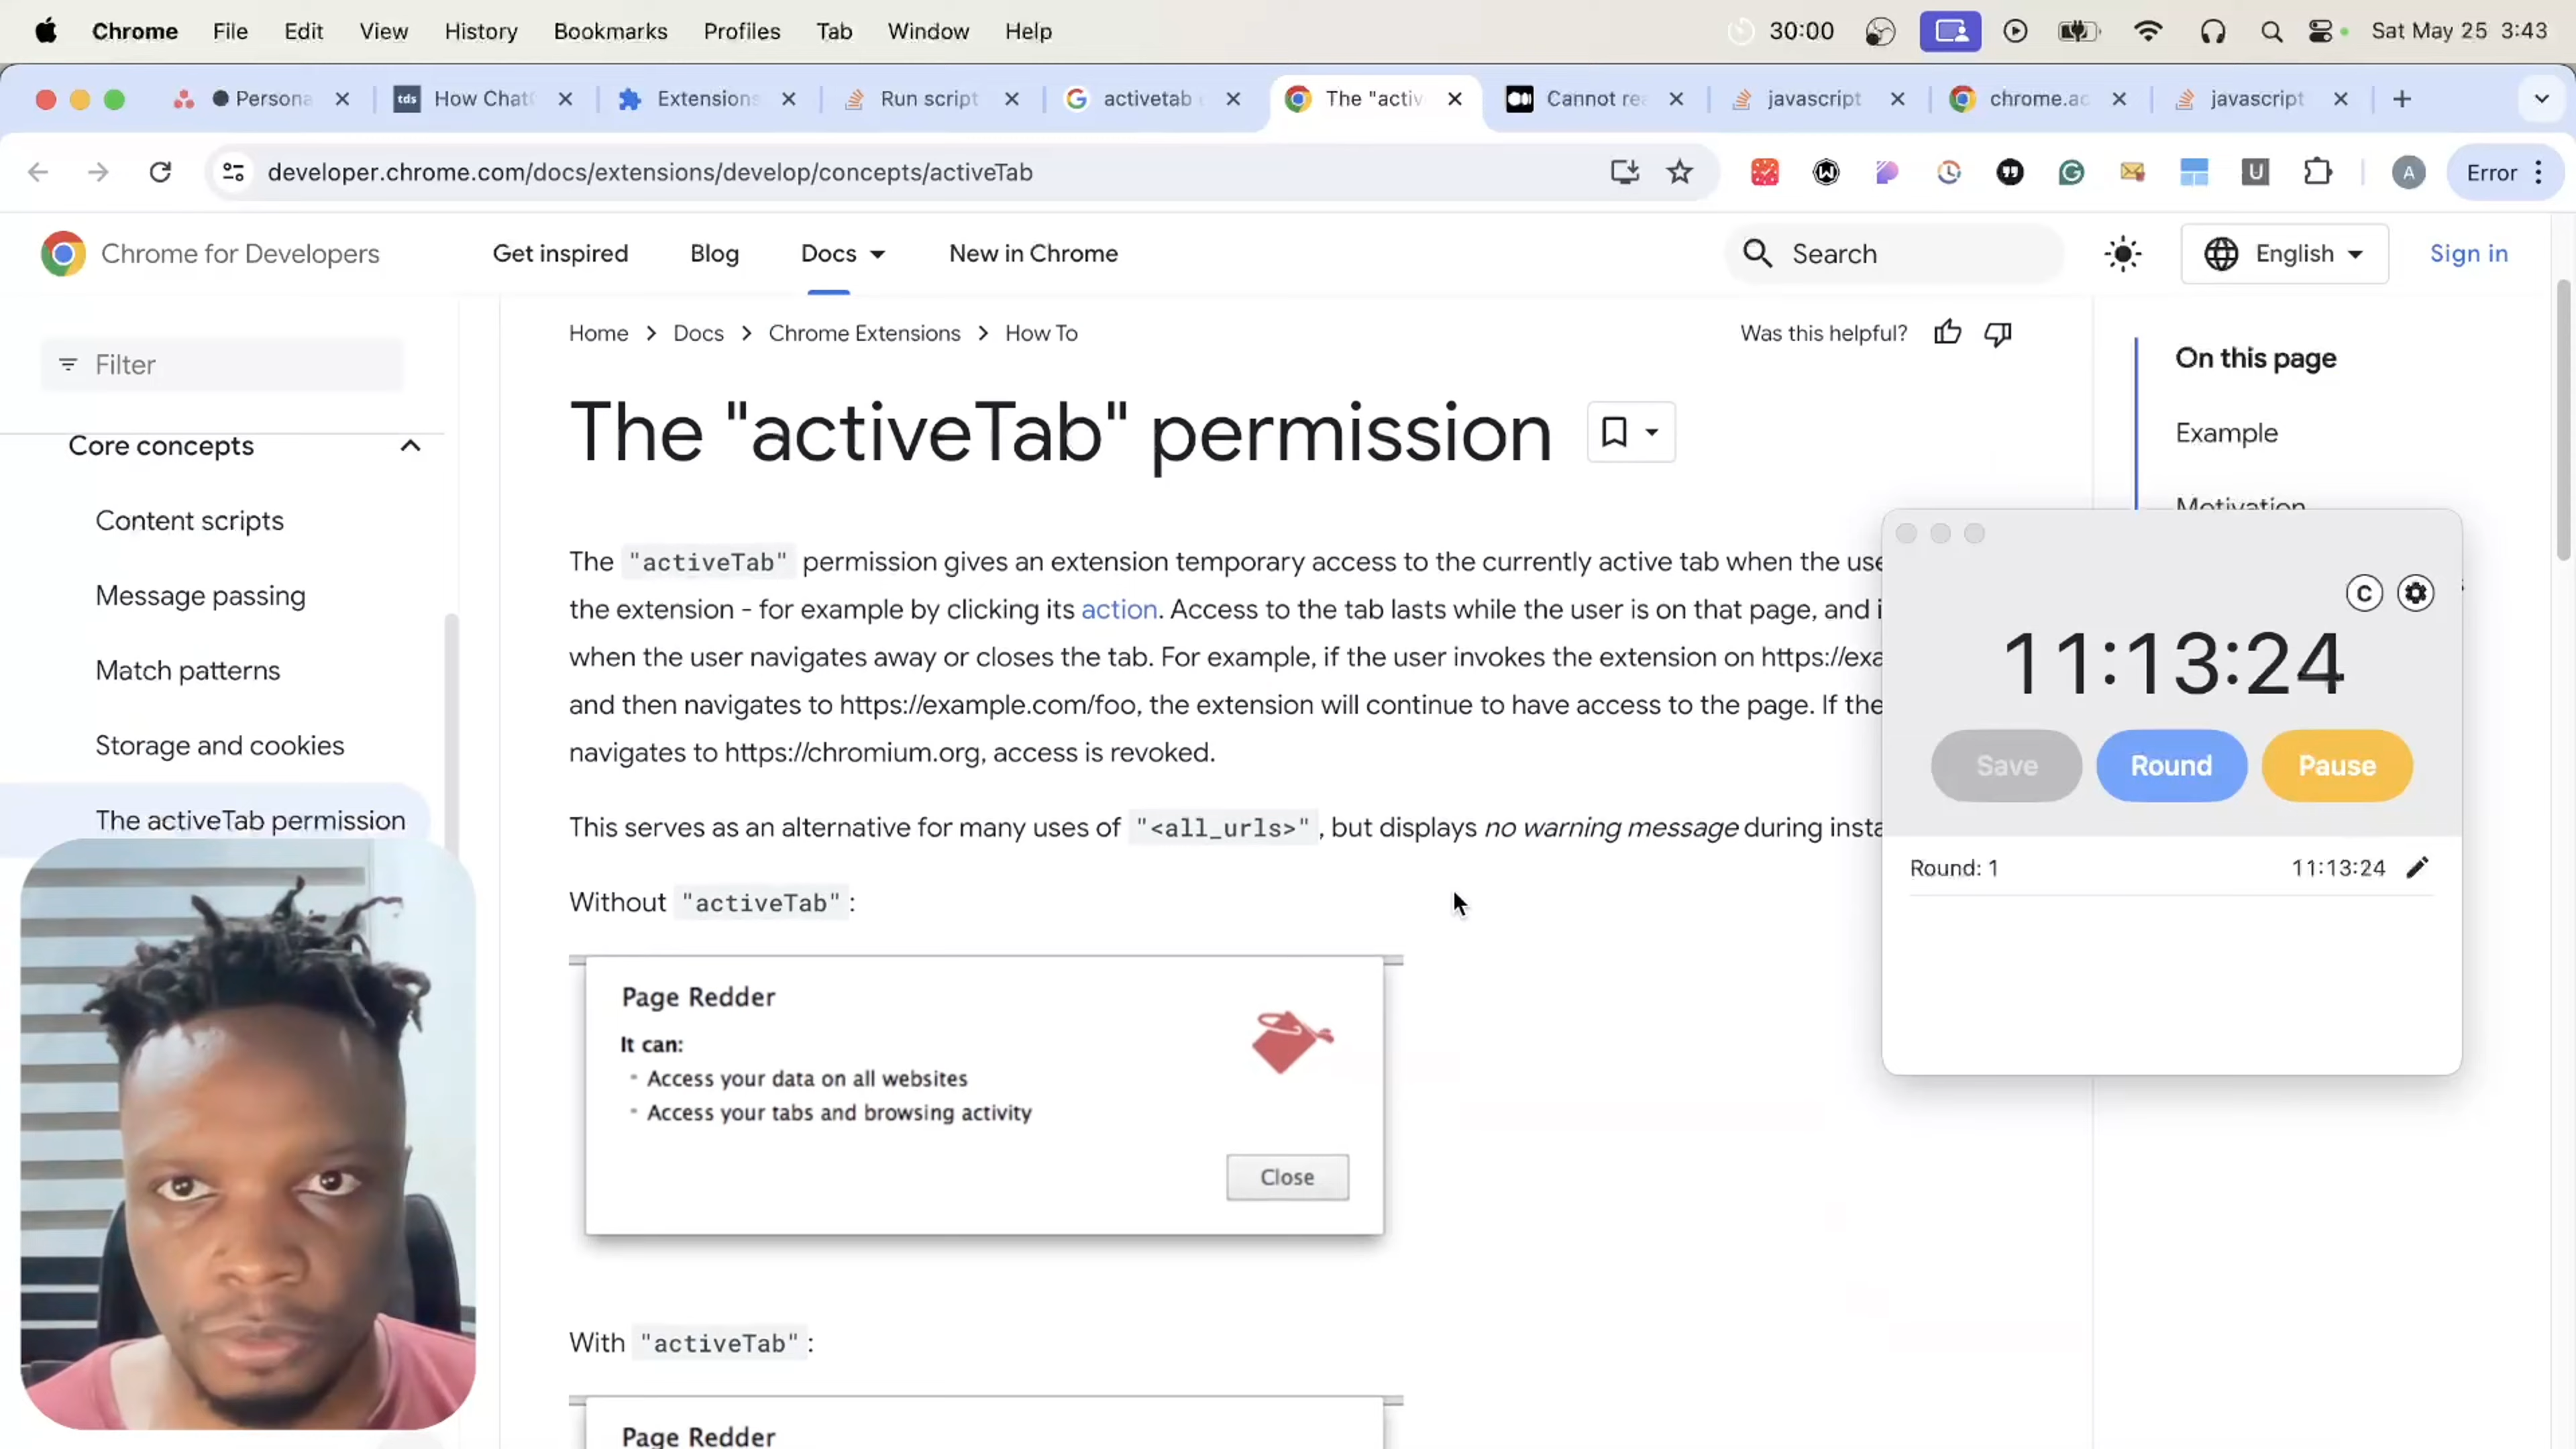 Chrome File Edit View History Bookmarks Profiles Tab Window Help 30:00 Sat May 25 3:43
Persona tds How Chat Extensions Run script activetab The "activ Cannot re javascript chrome.ac javascript
developer.chrome.com/docs/extensions/develop/concepts/activeTab U A Error
Chrome for Developers Get inspired Blog Docs New in Chrome Search English Sign in
Filter
Core concepts
Content scripts
Message passing
Match patterns
Storage and cookies
The activeTab permission
Home > Docs > Chrome Extensions > How To
Was this helpful?
The "activeTab" permission
The "activeTab" permission gives an extension temporary access to the currently active tab when the use
the extension - for example by clicking its action. Access to the tab lasts while the user is on that page, and i
when the user navigates away or closes the tab. For example, if the user invokes the extension on https://exa
and then navigates to https://example.com/foo, the extension will continue to have access to the page. If the
navigates to https://chromium.org, access is revoked.
This serves as an alternative for many uses of "<all_urls>", but displays no warning message during insta
Without "activeTab":
Page Redder
It can:
Access your data on all websites
Access your tabs and browsing activity
Close
With "activeTab":
Page Redder
On this page
Example
Motivation
C
11:13:24
Save Round Pause
Round: 1 11:13:24